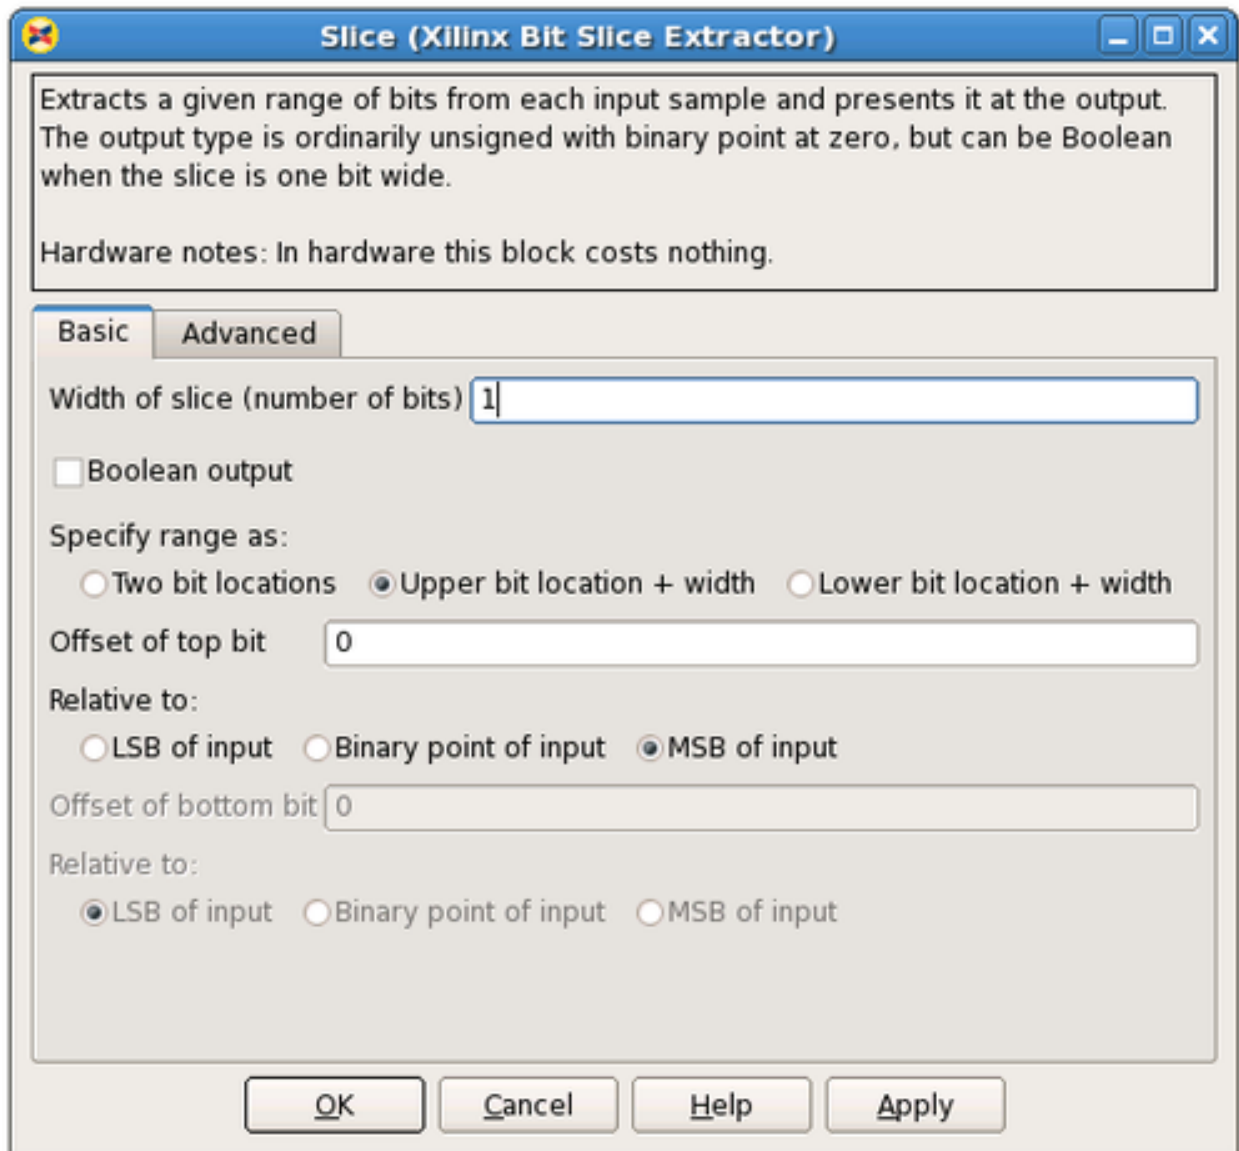 Slice (Xilinx Bit Slice Extractor)
Extracts a given range of bits from each input sample and presents it at the output.
The output type is ordinarily unsigned with binary point at zero, but can be Boolean
when the slice is one bit wide.
Hardware notes: In hardware this block costs nothing.
Basic Advanced
Width of slice (number of bits) 1
Boolean output
Specify range as:
Two bit locations Upper bit location + width Lower bit location + width
Offset of top bit 0
Relative to:
LSB of input Binary point of input MSB of input
Offset of bottom bit 0
Relative to:
LSB of input Binary point of input MSB of input
OK Cancel Help Apply